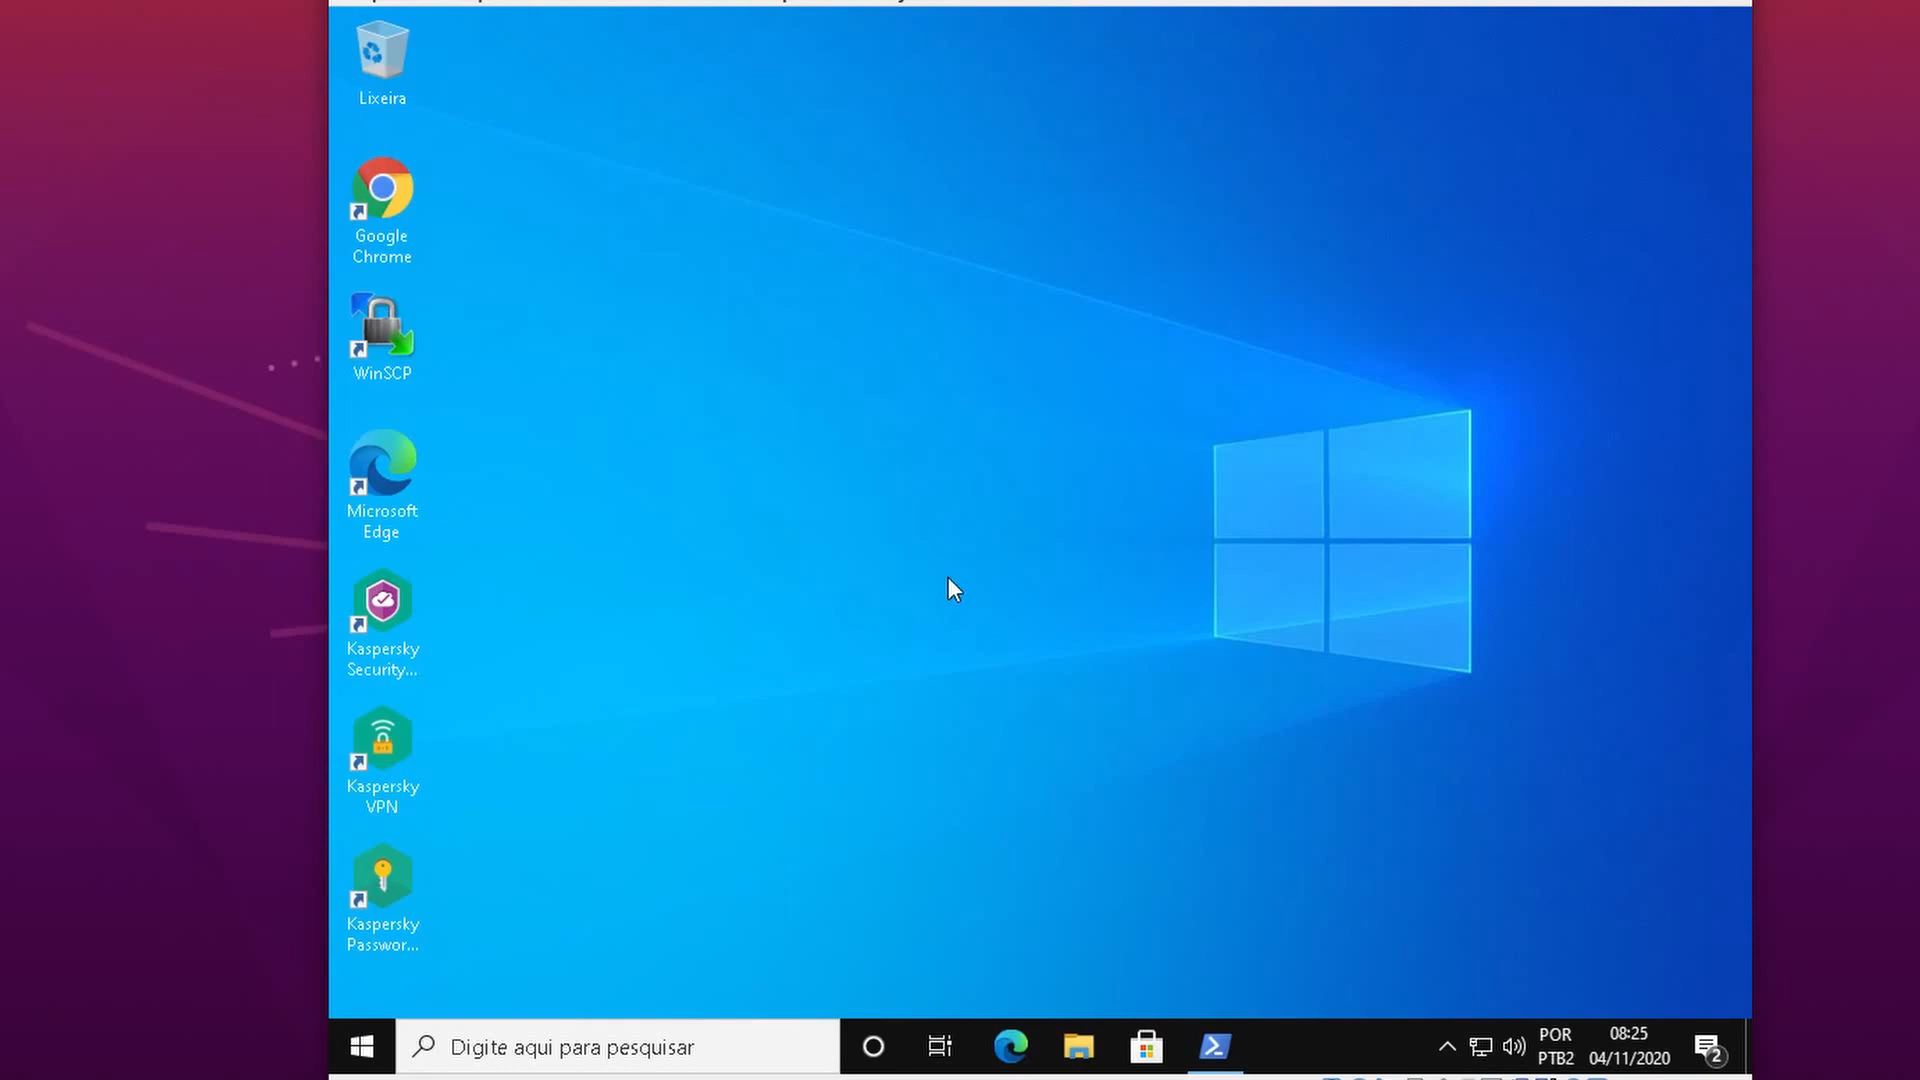 Lixeira
Google
Chrome
WinSCP
Microsoft
Edge
Kaspersky
Security...
Kaspersky
VPN
Kaspersky
Passwor...
Digite aqui para pesquisar
POR
PTB2
08:25
04/11/2020
2